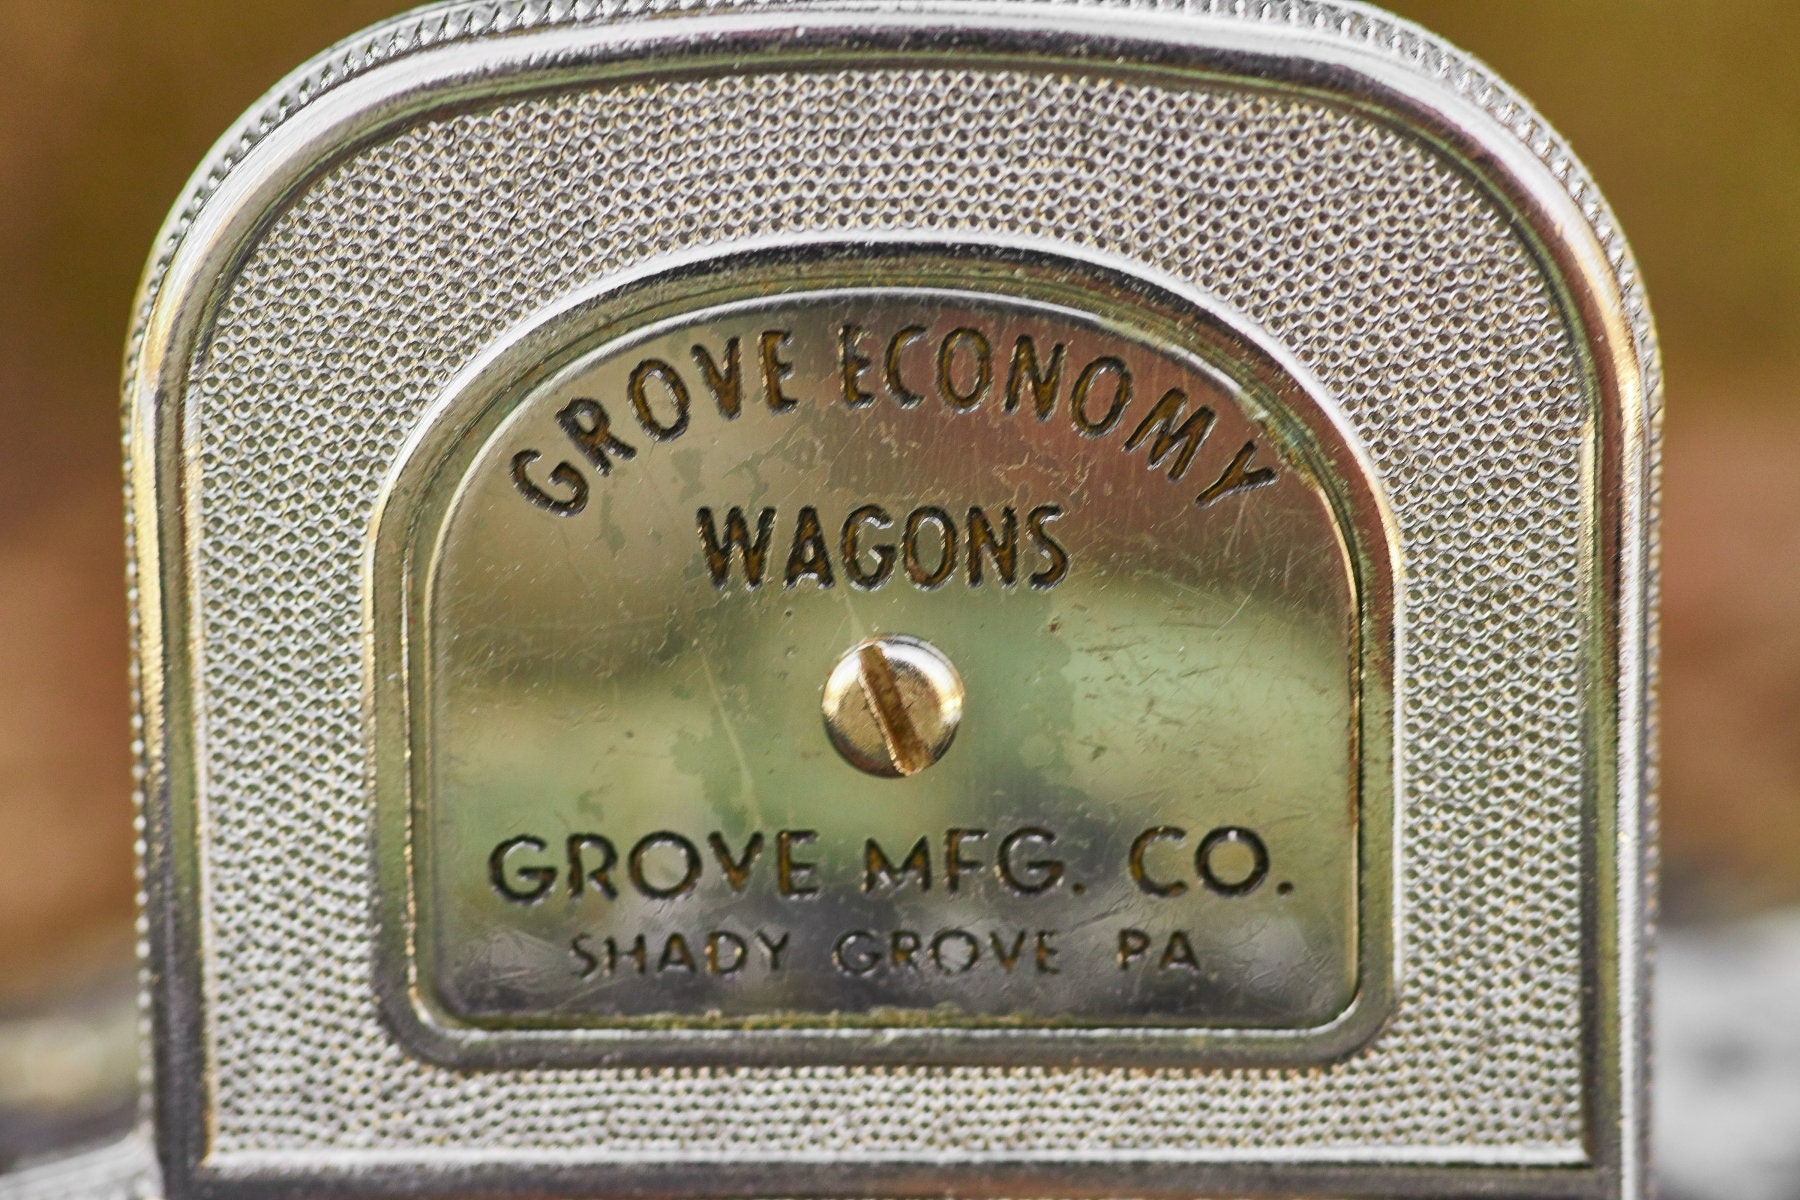 GROVE ECONOMY
WAGONS
GROVE MFG. CO.
SHADY GROVE PA